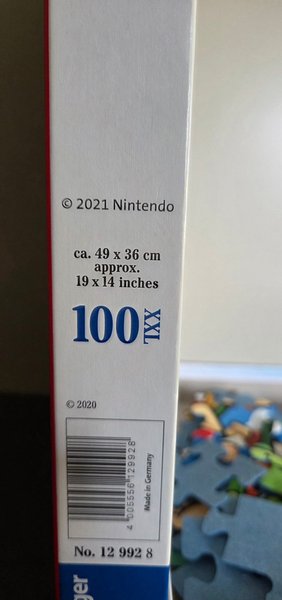 © 2021 Nintendo
ca. 49 x 36 cm
approx.
19 x 14 inches
100 XXL
© 2020
4 005556 129928
Made in Germany
No. 12 992 8
ger